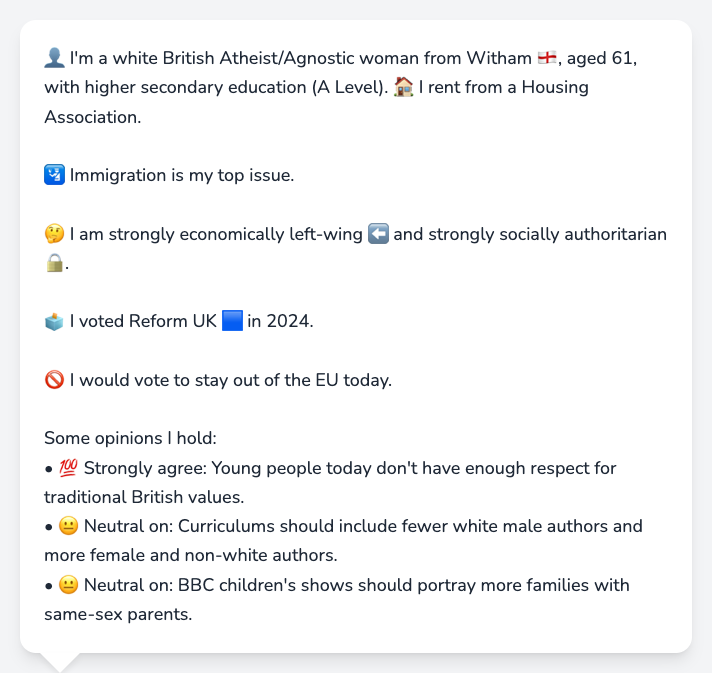 👤 I'm a white British Atheist/Agnostic woman from Witham 🏴󠁧󠁢󠁥󠁮󠁧󠁿, aged 61,
with higher secondary education (A Level). 🏠 I rent from a Housing
Association.
🛂 Immigration is my top issue.
🤔 I am strongly economically left-wing ⬅️ and strongly socially authoritarian
🔒.
🗳️ I voted Reform UK 🟦 in 2024.
🚫 I would vote to stay out of the EU today.
Some opinions I hold:
• 💯 Strongly agree: Young people today don't have enough respect for
traditional British values.
• 😐 Neutral on: Curriculums should include fewer white male authors and
more female and non-white authors.
• 😐 Neutral on: BBC children's shows should portray more families with
same-sex parents.